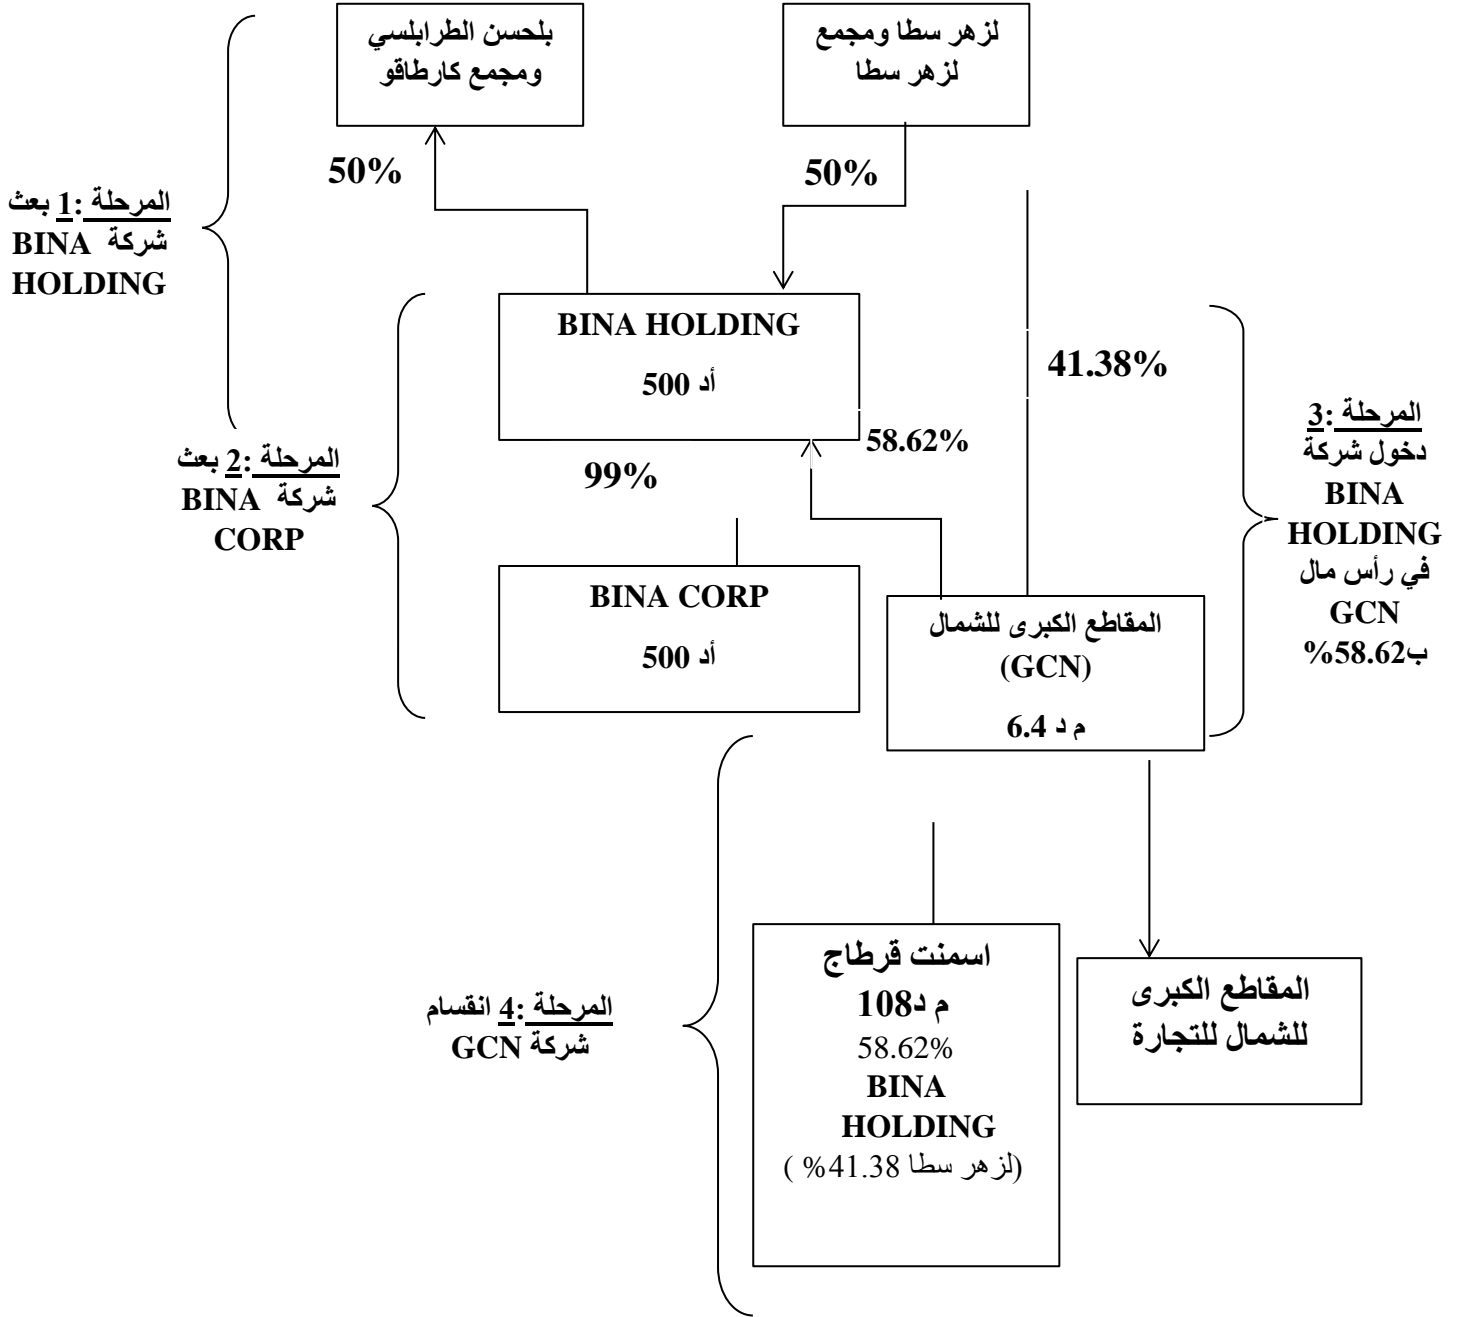 بلحسن الطرابلسي
ومجمع كارطاقو
لزهر سطا ومجمع
لزهر سطا
50%
50%
المرحلة 1: بعث
شركة BINA
HOLDING
BINA HOLDING
500 أد
41.38%
58.62%
99%
المرحلة 2: بعث
شركة BINA
CORP
المرحلة 3:
دخول شركة
BINA
HOLDING
في رأس مال
GCN
ب58.62%
BINA CORP
500 أد
المقاطع الكبرى للشمال
(GCN)
6.4 م د
المرحلة 4: انقسام
شركة GCN
اسمنت قرطاج
108م د
58.62%
BINA
HOLDING
(لزهر سطا 41.38% )
المقاطع الكبرى
للشمال للتجارة